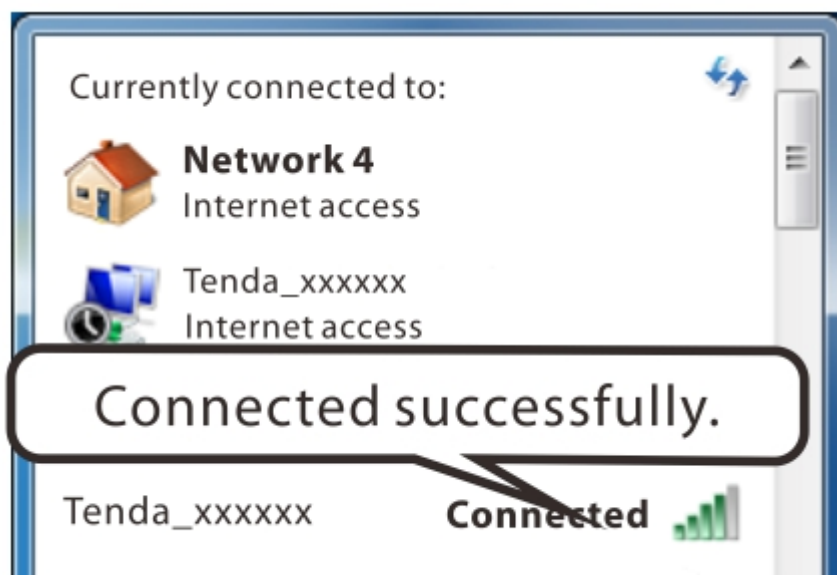 Currently connected to:
Network 4
Internet access
Tenda_xxxxxx
Internet access
Connected successfully.
Tenda_xxxxxx Connected